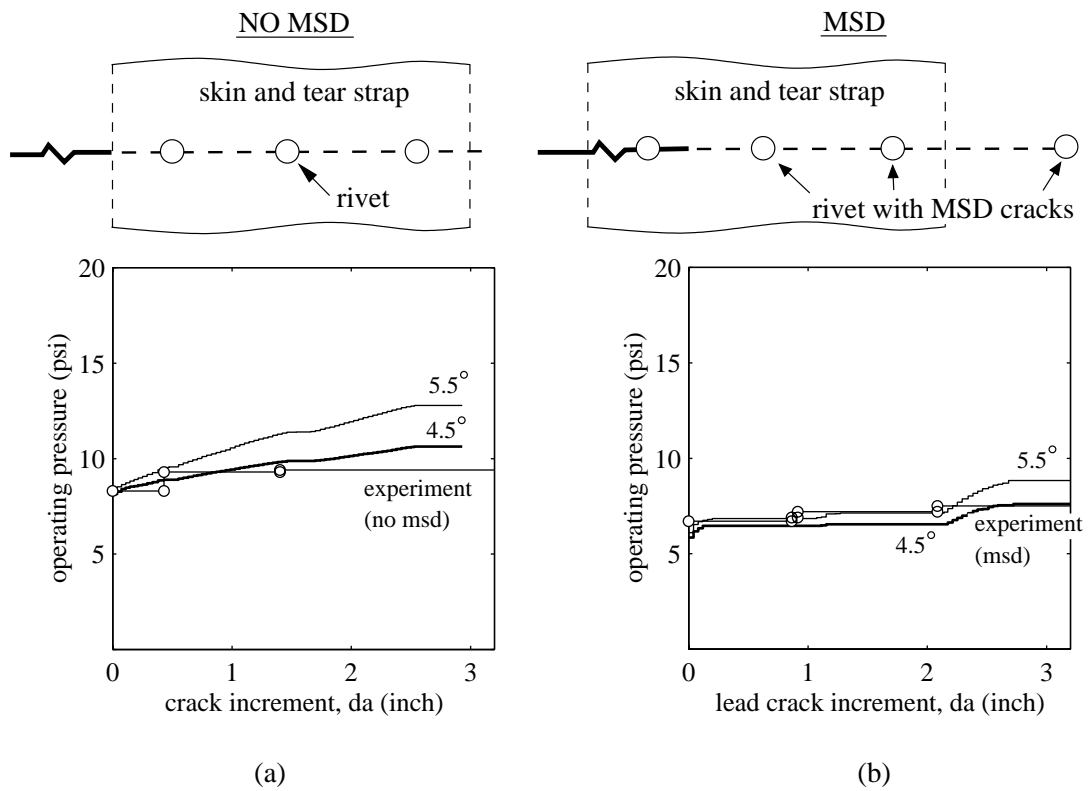 NO MSD
skin and tear strap
rivet
MSD
skin and tear strap
rivet with MSD cracks
20
15
10
5
operating pressure (psi)
5.5°
4.5°
experiment
(no msd)
0
1
2
3
crack increment, da (inch)
(a)
20
15
10
5
operating pressure (psi)
5.5°
4.5°
experiment
(msd)
0
1
2
3
lead crack increment, da (inch)
(b)